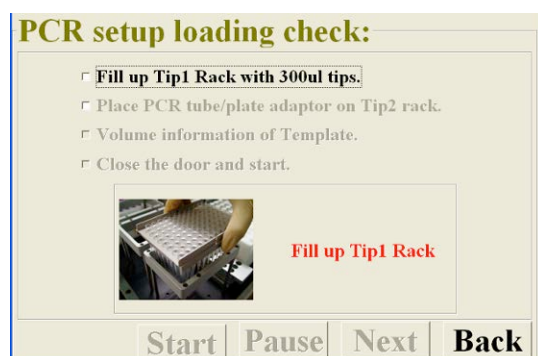 PCR setup loading check:
Fill up Tip1 Rack with 300ul tips.
Place PCR tube/plate adaptor on Tip2 rack.
Volume information of Template.
Close the door and start.
Fill up Tip1 Rack
Start Pause Next Back